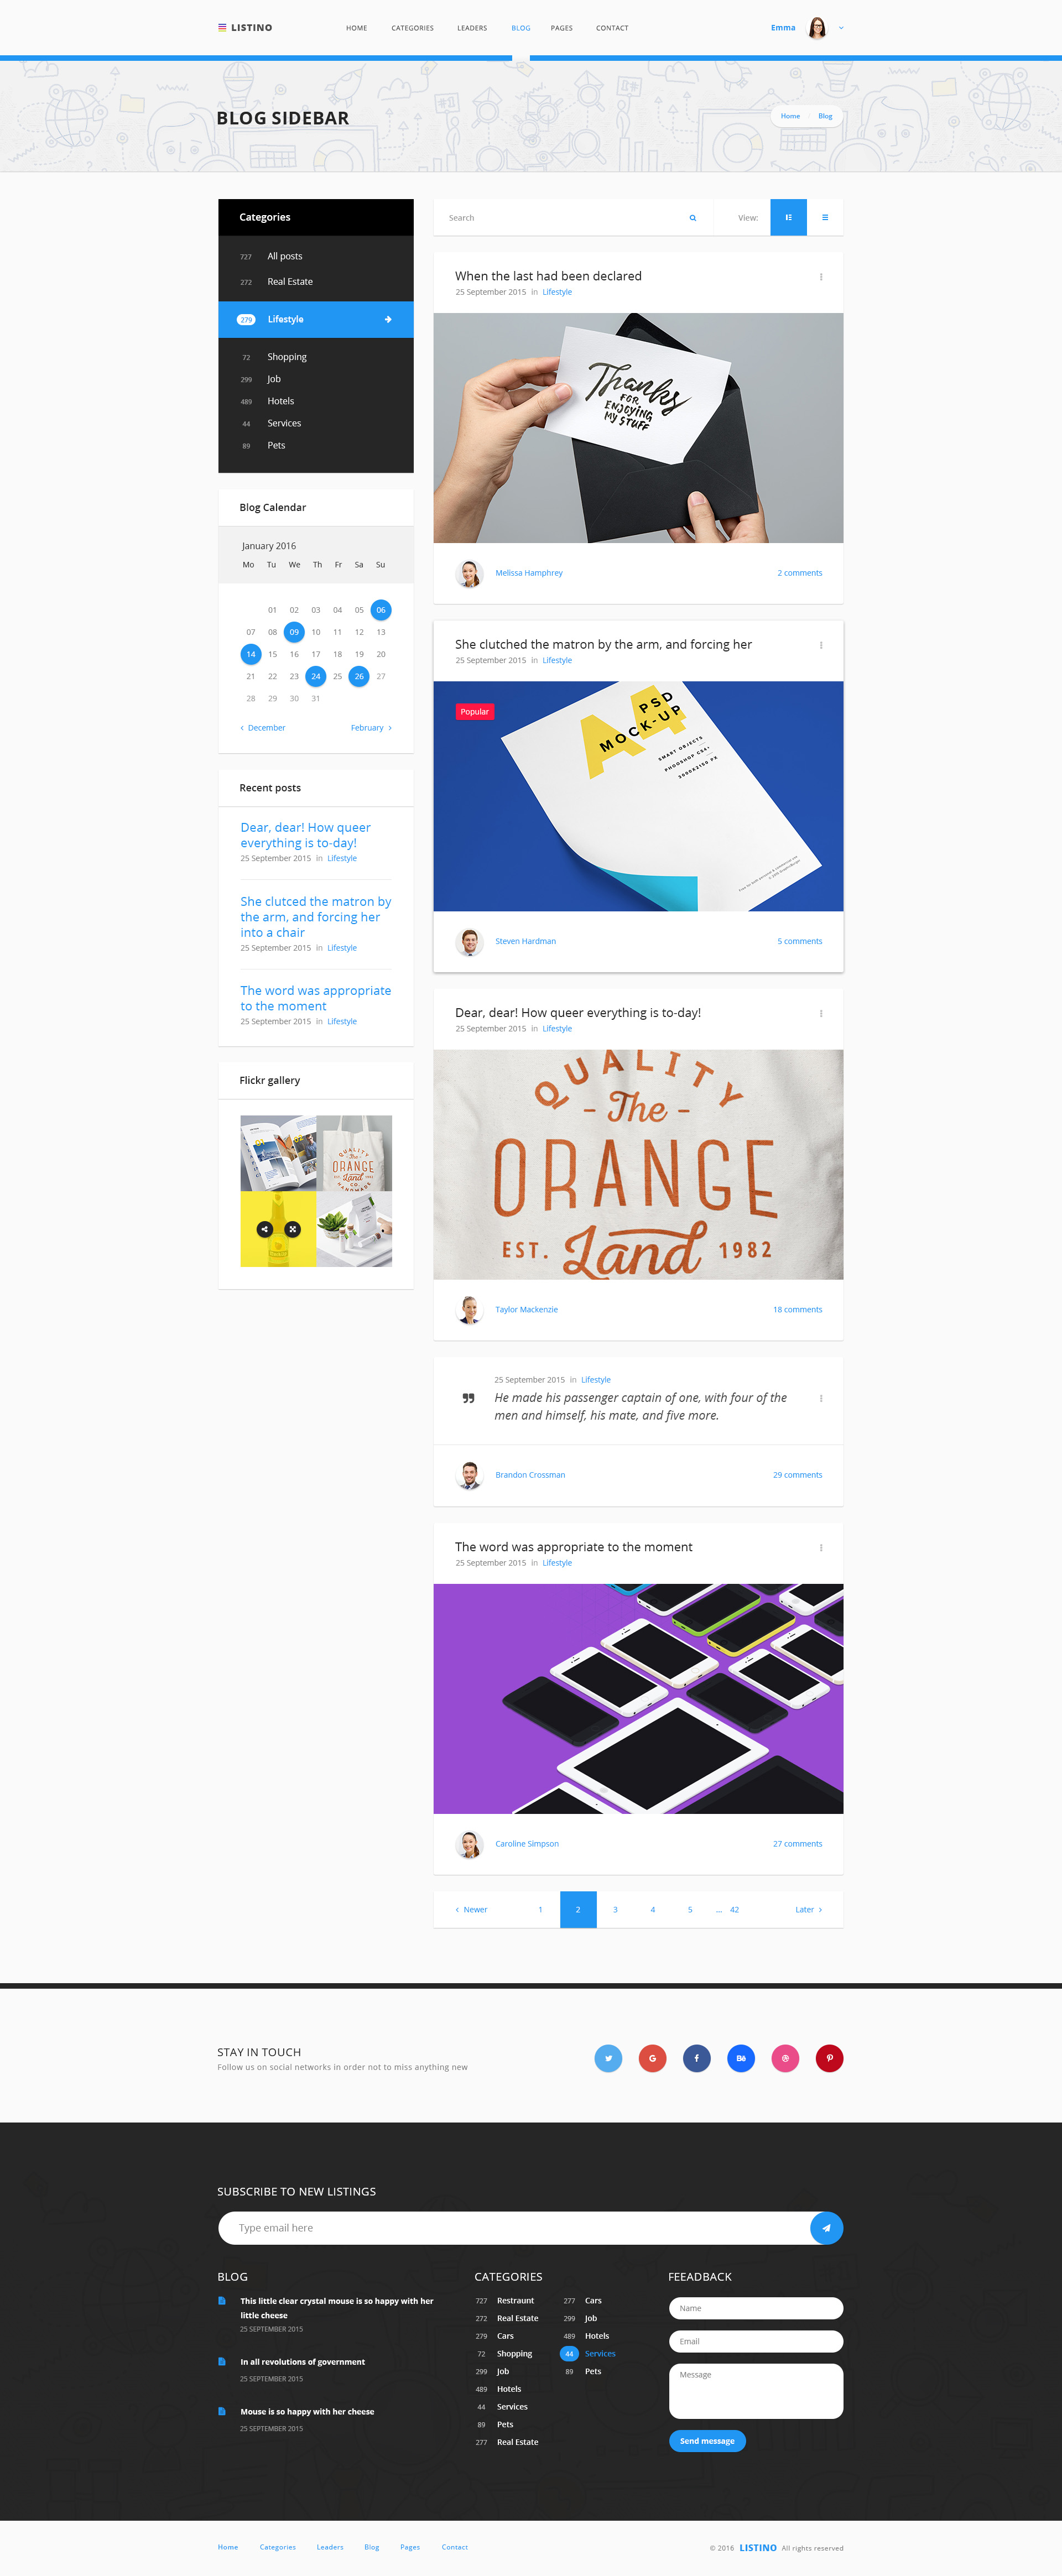 LISTINO
HOME CATEGORIES LEADERS BLOG PAGES CONTACT
Emma
BLOG SIDEBAR
Home Blog
Categories
727 All posts
272 Real Estate
279 Lifestyle
72 Shopping
299 Job
489 Hotels
44 Services
89 Pets
Blog Calendar
January 2016
Mo Tu We Th Fr Sa Su
01 02 03 04 05 06
07 08 09 10 11 12 13
14 15 16 17 18 19 20
21 22 23 24 25 26 27
28 29 30 31
December February
Recent posts
Dear, dear! How queer
everything is to-day!
25 September 2015 in Lifestyle
She clutced the matron by
the arm, and forcing her
into a chair
25 September 2015 in Lifestyle
The word was appropriate
to the moment
25 September 2015 in Lifestyle
Flickr gallery
QUALITY
The
ORANGE
Land
CO.
HANDMADE
Search
View:
When the last had been declared
25 September 2015 in Lifestyle
Thanks
FOR
ENJOYING
MY STUFF
Melissa Hamphrey 2 comments
She clutched the matron by the arm, and forcing her
25 September 2015 in Lifestyle
Popular
A4
PSD
MOCK-UP
SMART OBJECTS
PHOTOSHOP CS4+
5000X3150 PX
Steven Hardman 5 comments
Dear, dear! How queer everything is to-day!
25 September 2015 in Lifestyle
QUALITY
- The -
ORANGE
EST. Land 1982
Taylor Mackenzie 18 comments
25 September 2015 in Lifestyle
He made his passenger captain of one, with four of the
men and himself, his mate, and five more.
Brandon Crossman 29 comments
The word was appropriate to the moment
25 September 2015 in Lifestyle
Caroline Simpson 27 comments
Newer 1 2 3 4 5 ... 42 Later
STAY IN TOUCH
Follow us on social networks in order not to miss anything new
G f Bē
SUBSCRIBE TO NEW LISTINGS
Type email here
BLOG
This little clear crystal mouse is so happy with her
little cheese
25 SEPTEMBER 2015
In all revolutions of government
25 SEPTEMBER 2015
Mouse is so happy with her cheese
25 SEPTEMBER 2015
CATEGORIES
727 Restraunt
272 Real Estate
279 Cars
72 Shopping
299 Job
489 Hotels
44 Services
89 Pets
277 Real Estate
277 Cars
299 Job
489 Hotels
44 Services
89 Pets
FEEADBACK
Name
Email
Message
Send message
Home Categories Leaders Blog Pages Contact
© 2016 LISTINO All rights reserved